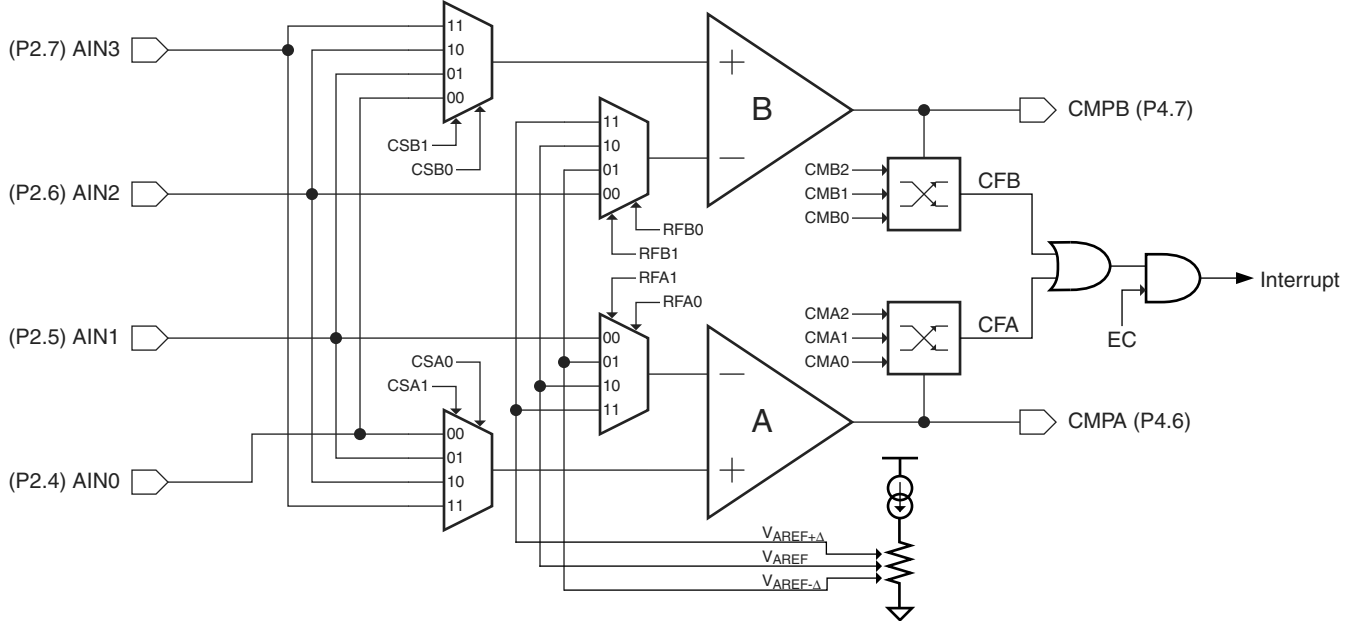 (P2.7) AIN3
11
10
01
00
CSB1
CSB0
+
B
—
CMPB (P4.7)
11
10
01
00
RFB0
RFB1
CMB2
CMB1
CMB0
CFB
(P2.6) AIN2
RFA1
RFA0
Interrupt
EC
(P2.5) AIN1
00
01
10
11
—
A
+
CMA2
CMA1
CMA0
CFA
CMPA (P4.6)
CSA0
CSA1
00
01
10
11
(P2.4) AIN0
VAREF+Δ
VAREF
VAREF-Δ